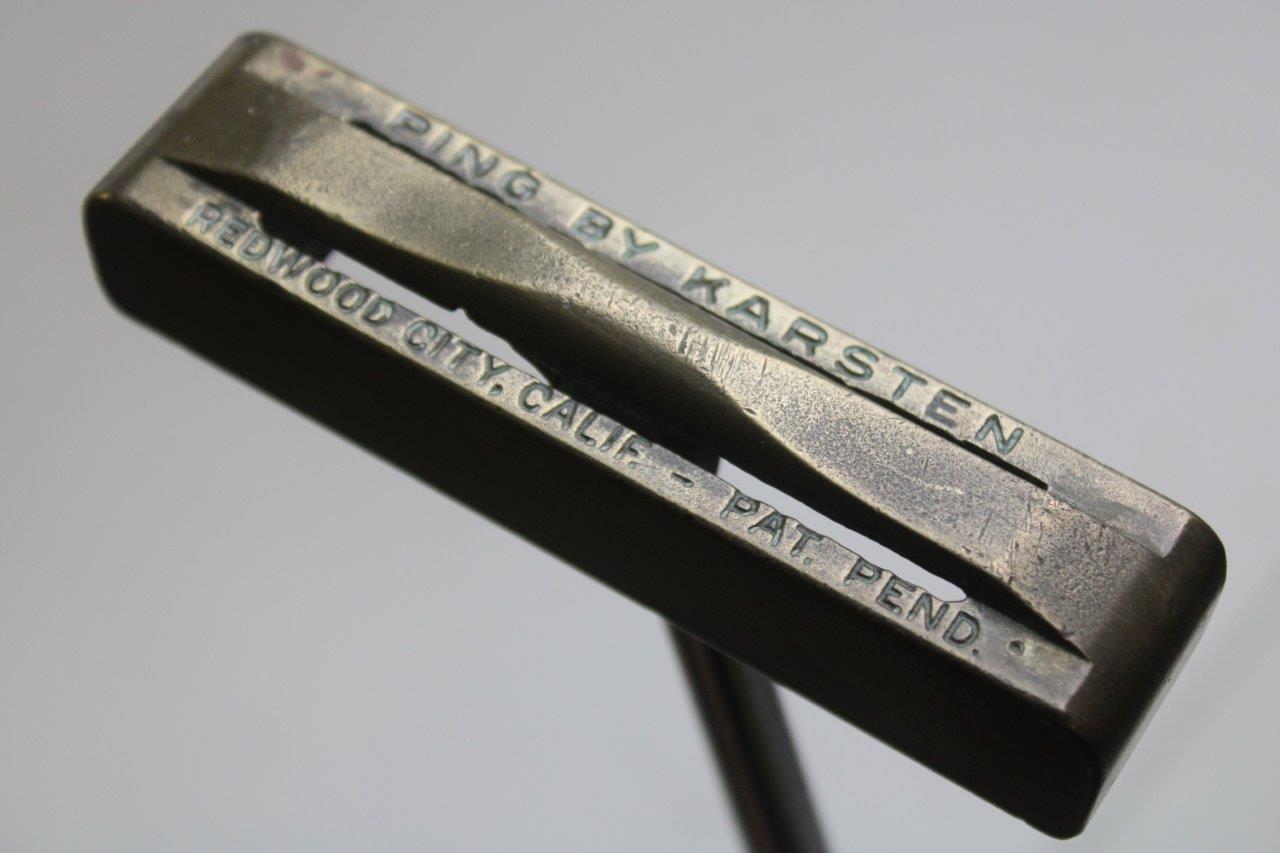 PING BY KARSTEN
REDWOOD CITY, CALIF. - PAT. PEND.